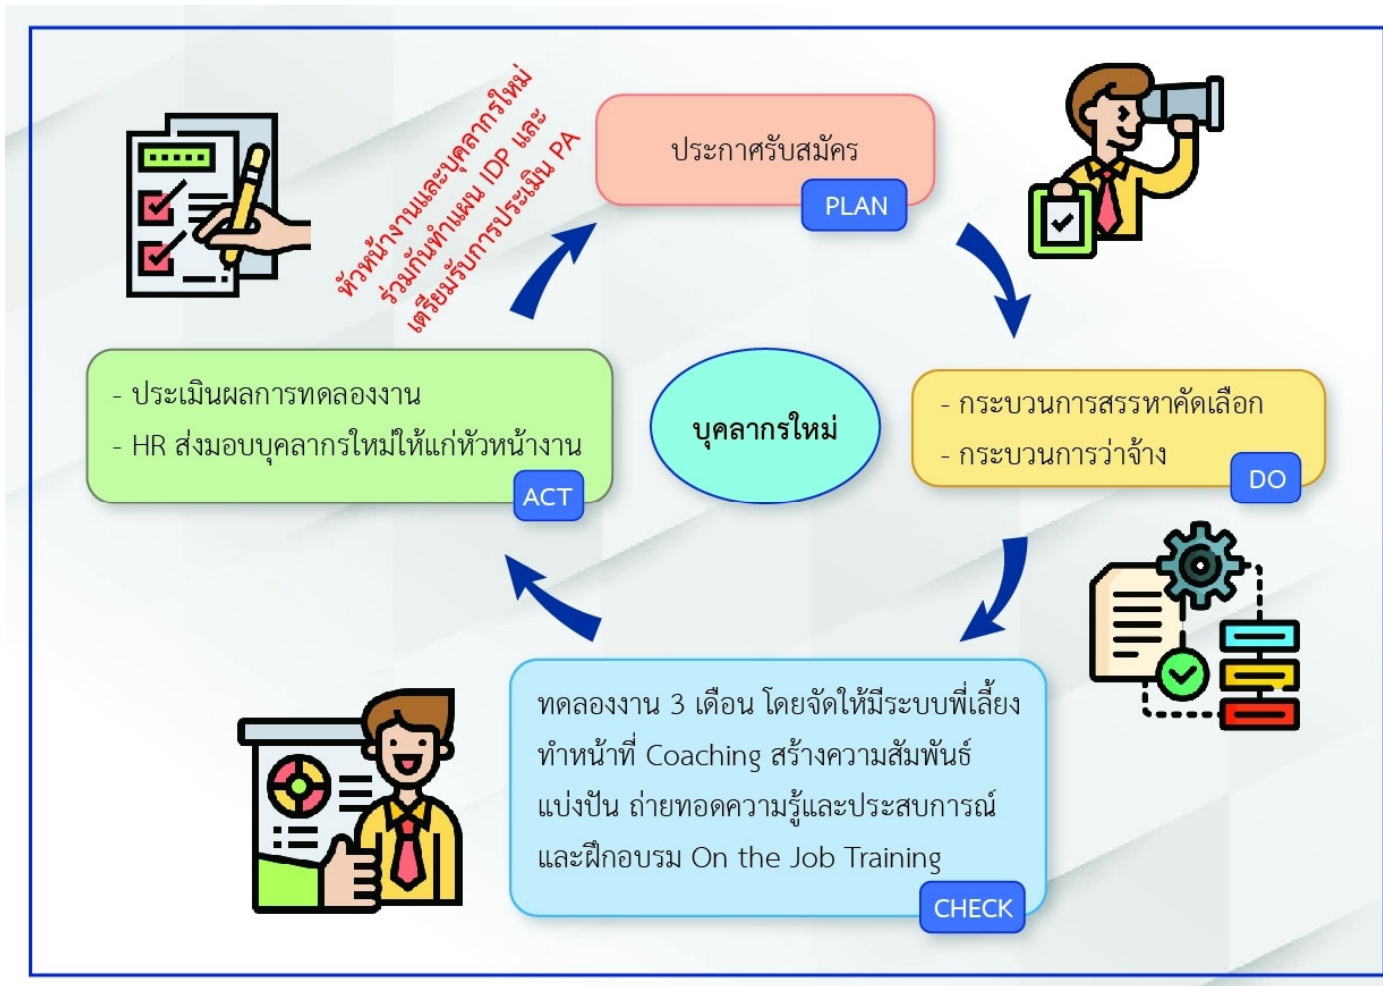 หัวหน้างานและบุคลากรใหม่
ร่วมกันทำแผน IDP และ
เตรียมรับการประเมิน PA
ประกาศรับสมัคร
PLAN
- กระบวนการสรรหาคัดเลือก
- กระบวนการว่าจ้าง
DO
ทดลองงาน 3 เดือน โดยจัดให้มีระบบพี่เลี้ยง
ทำหน้าที่ Coaching สร้างความสัมพันธ์
แบ่งปัน ถ่ายทอดความรู้และประสบการณ์
และฝึกอบรม On the Job Training
CHECK
- ประเมินผลการทดลองงาน
- HR ส่งมอบบุคลากรใหม่ให้แก่หัวหน้างาน
ACT
บุคลากรใหม่